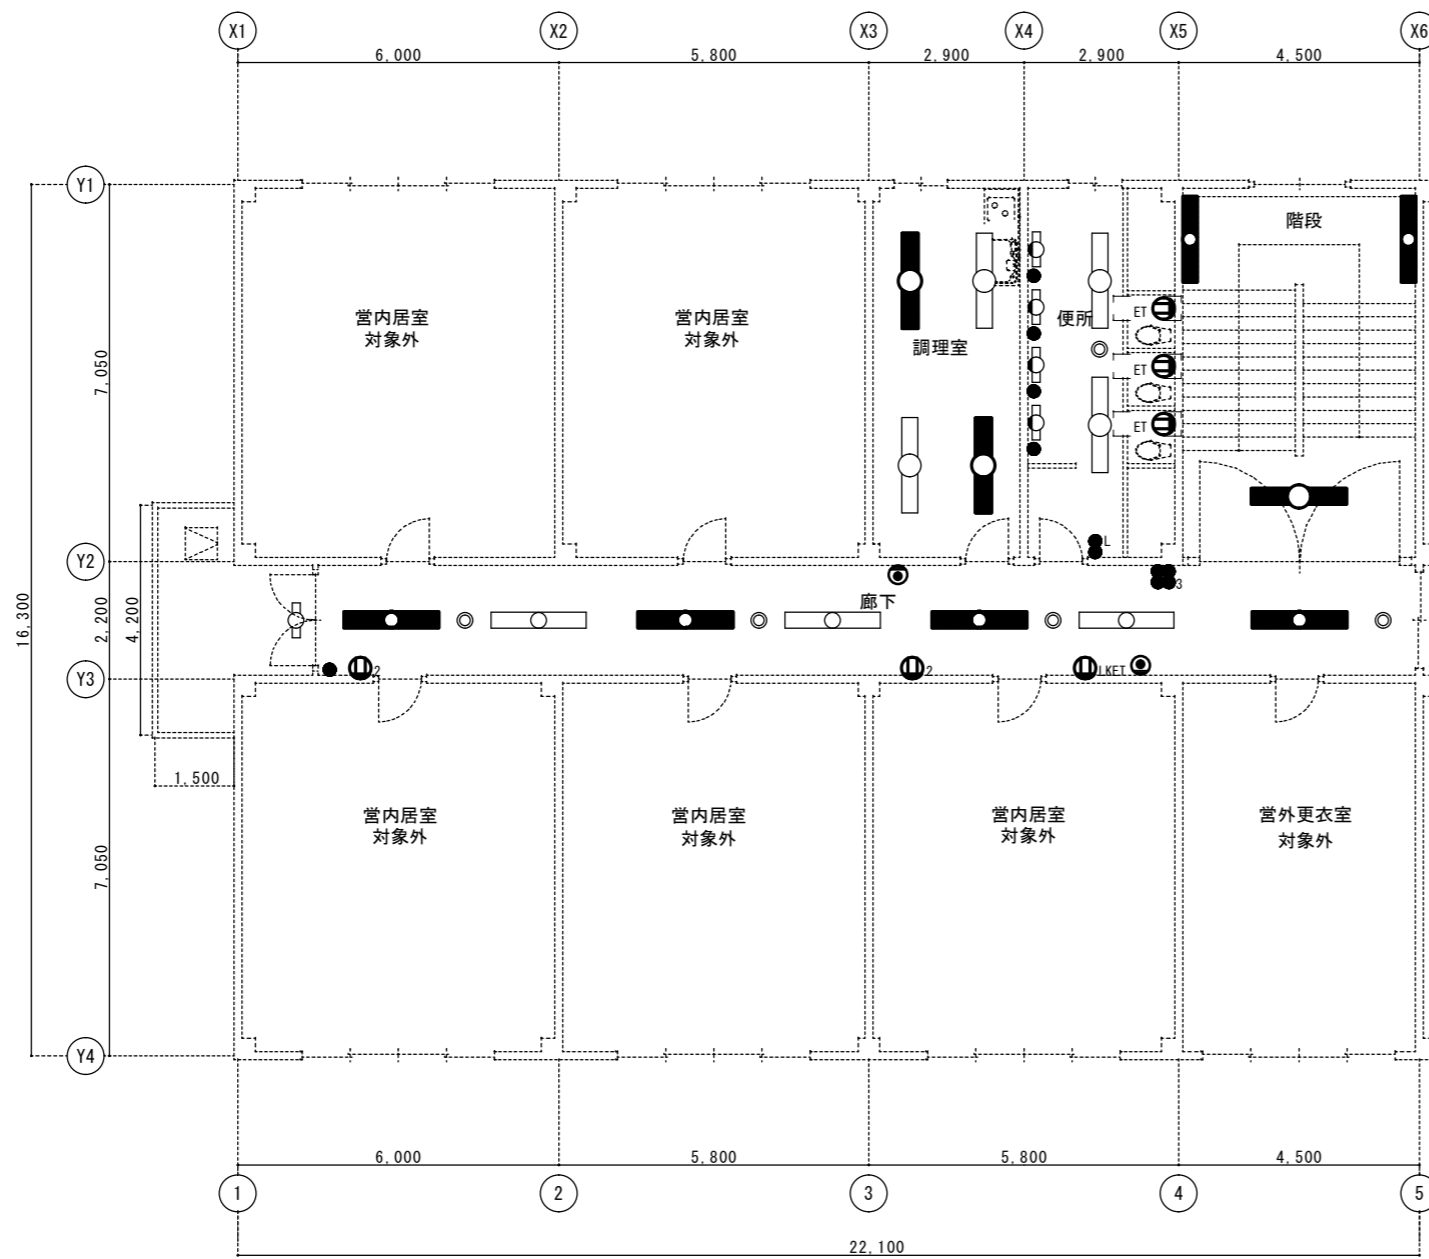 X1 X2 X3 X4 X5 X6
6,000 5,800 2,900 2,900 4,500
Y1
階段
営内居室
対象外
営内居室
対象外
調理室
便所
ET
ET
ET
7,050
L
Y2
3
廊下
16,300
2,200
4,200
2
2
LKET
Y3
1,500
営内居室
対象外
営内居室
対象外
営内居室
対象外
営外更衣室
対象外
7,050
Y4
6,000 5,800 5,800 4,500
1 2 3 4 5
22,100